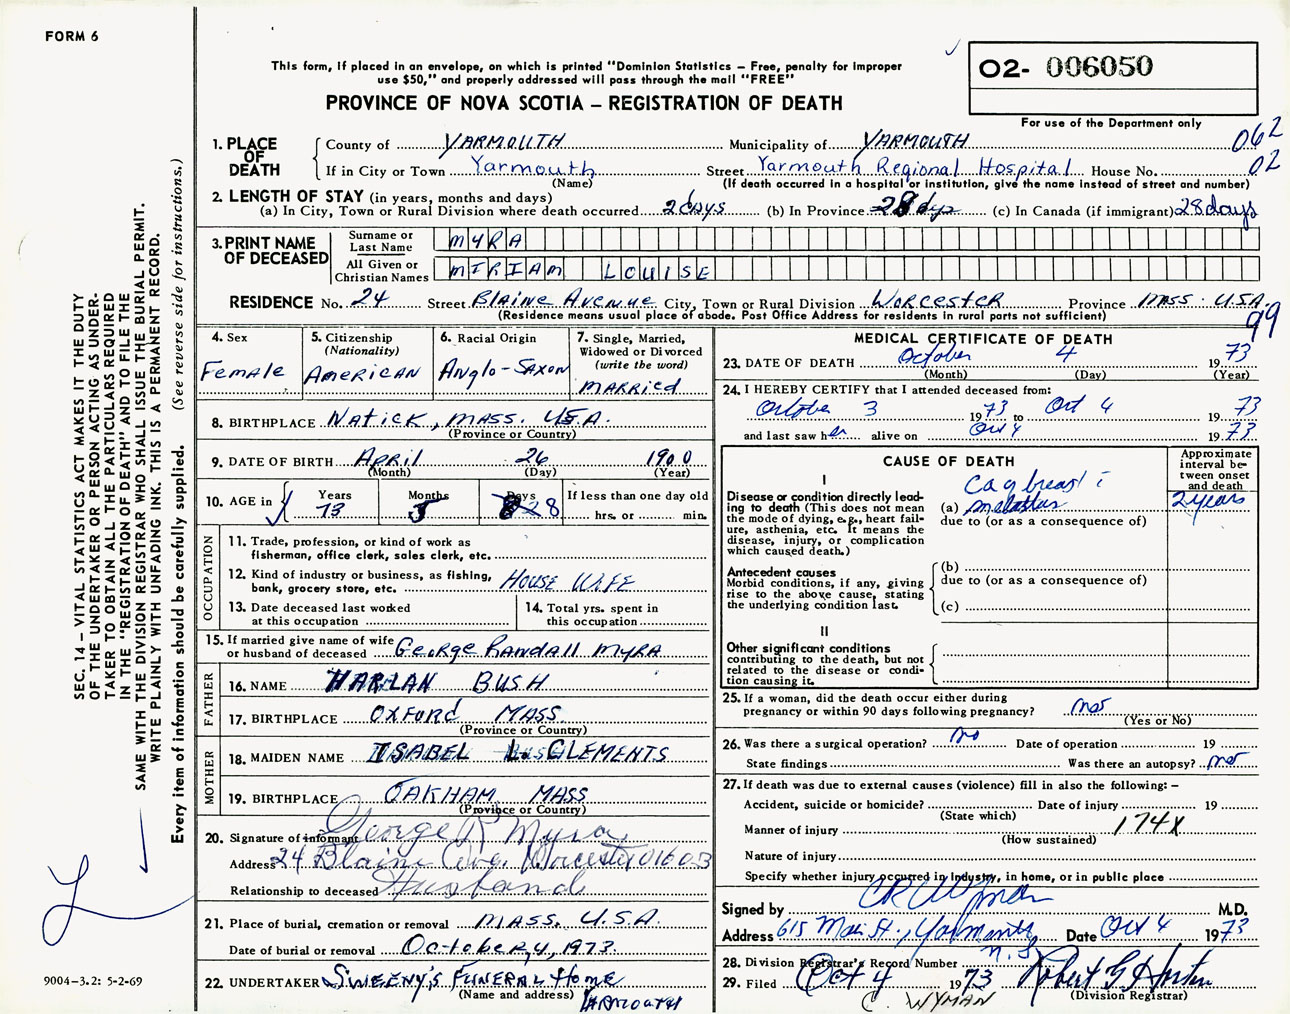 FORM 6
This form, if placed in an envelope, on which is printed "Dominion Statistics – Free, penalty for improper
use $50," and properly addressed will pass through the mail "FREE"
PROVINCE OF NOVA SCOTIA – REGISTRATION OF DEATH
02- 006050
For use of the Department only
062
02
1. PLACE OF DEATH
County of YARMOUTH Municipality of YARMOUTH
If in City or Town Yarmouth Street Yarmouth Regional Hospital House No.
(Name) (If death occurred in a hospital or institution, give the name instead of street and number)
2. LENGTH OF STAY (in years, months and days)
(a) In City, Town or Rural Division where death occurred 2 days (b) In Province 28 dys (c) In Canada (if immigrant) 28 days
3. PRINT NAME OF DECEASED
Surname or Last Name MYRA
All Given or Christian Names MIRIAM LOUISE
RESIDENCE No. 24 Street Blaine Avenue City, Town or Rural Division WORCESTER Province MASS. U.S.A.
(Residence means usual place of abode. Post Office Address for residents in rural parts not sufficient)
99
4. Sex Female
5. Citizenship (Nationality) AMERICAN
6. Racial Origin Anglo-Saxon
7. Single, Married, Widowed or Divorced (write the word) MARRIED
8. BIRTHPLACE Natick, MASS. U.S.A.
(Province or Country)
9. DATE OF BIRTH April 26 1900
(Month) (Day) (Year)
10. AGE in Years 73 Months 5 Days 28 If less than one day old
hrs. or min.
OCCUPATION
11. Trade, profession, or kind of work as
fisherman, office clerk, sales clerk, etc.
12. Kind of industry or business, as fishing,
bank, grocery store, etc. HOUSE WIFE
13. Date deceased last worked
at this occupation
14. Total yrs. spent in
this occupation
15. If married give name of wife
or husband of deceased George Randall MYRA
FATHER
16. NAME HARLAN BUSH
17. BIRTHPLACE OXFORD MASS.
(Province or Country)
MOTHER
18. MAIDEN NAME ISABEL L. CLEMENTS
19. BIRTHPLACE OAKHAM MASS
(Province or Country)
20. Signature of informant George R Myra
Address 24 Blaine Ave. Worcester 01603
Relationship to deceased Husband
21. Place of burial, cremation or removal MASS. U.S.A.
Date of burial or removal October, 4, 1973.
22. UNDERTAKER SWEENY'S FUNERAL Home
(Name and address) YARMOUTH
MEDICAL CERTIFICATE OF DEATH
23. DATE OF DEATH October 4 1973
(Month) (Day) (Year)
24. I HEREBY CERTIFY that I attended deceased from:
October 3 1973 to Oct 4 1973
and last saw her alive on Oct 4 1973
CAUSE OF DEATH
Approximate interval between onset and death
I
Disease or condition directly lead-
ing to death (This does not mean
the mode of dying, e.g., heart fail-
ure, asthenia, etc. It means the
disease, injury, or complication
which caused death.)
Ca of breast
(a) 2 years
due to (or as a consequence of)
Antecedent causes
Morbid conditions, if any, giving
rise to the above cause, stating
the underlying condition last.
(b)
due to (or as a consequence of)
(c)
II
Other significant conditions
contributing to the death, but not
related to the disease or condi-
tion causing it.
25. If a woman, did the death occur either during
pregnancy or within 90 days following pregnancy?
(Yes or No)
26. Was there a surgical operation? no Date of operation 19
State findings Was there an autopsy?
27. If death was due to external causes (violence) fill in also the following: –
Accident, suicide or homicide? Date of injury 19
(State which)
Manner of injury 174X
(How sustained)
Nature of injury
Specify whether injury occurred in industry, in home, or in public place
Signed by CR Wyman M.D.
Address 615 Main St., Yarmouth, N.S. Date Oct 4 1973
28. Division Registrar's Record Number
29. Filed Oct 4 1973 Robert G Horton
(Division Registrar)
C. WYMAN
SEC. 14 – VITAL STATISTICS ACT MAKES IT THE DUTY
OF THE UNDERTAKER OR PERSON ACTING AS UNDER-
TAKER TO OBTAIN ALL THE PARTICULARS REQUIRED
IN THE "REGISTRATION OF DEATH" AND TO FILE THE
SAME WITH THE DIVISION REGISTRAR WHO SHALL ISSUE THE BURIAL PERMIT.
WRITE PLAINLY WITH UNFADING INK. THIS IS A PERMANENT RECORD.
Every item of information should be carefully supplied. (See reverse side for instructions.)
9004–3.2: 5-2-69